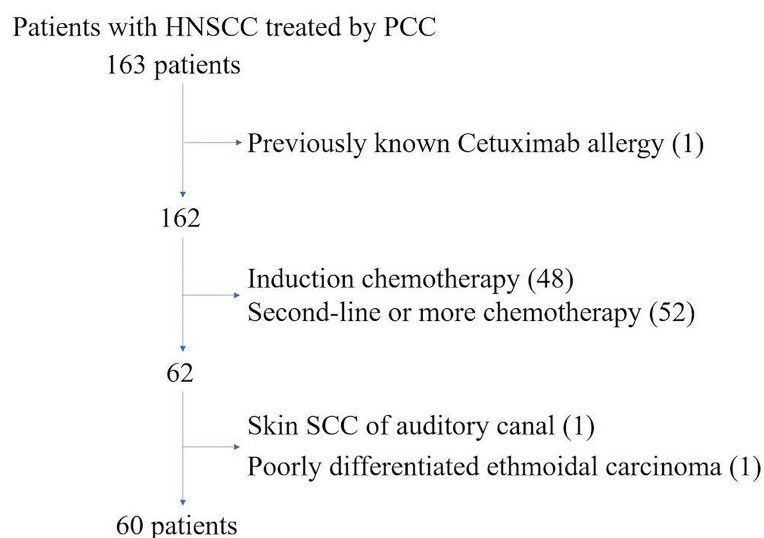 Patients with HNSCC treated by PCC
163 patients
Previously known Cetuximab allergy (1)
162
Induction chemotherapy (48)
Second-line or more chemotherapy (52)
62
Skin SCC of auditory canal (1)
Poorly differentiated ethmoidal carcinoma (1)
60 patients